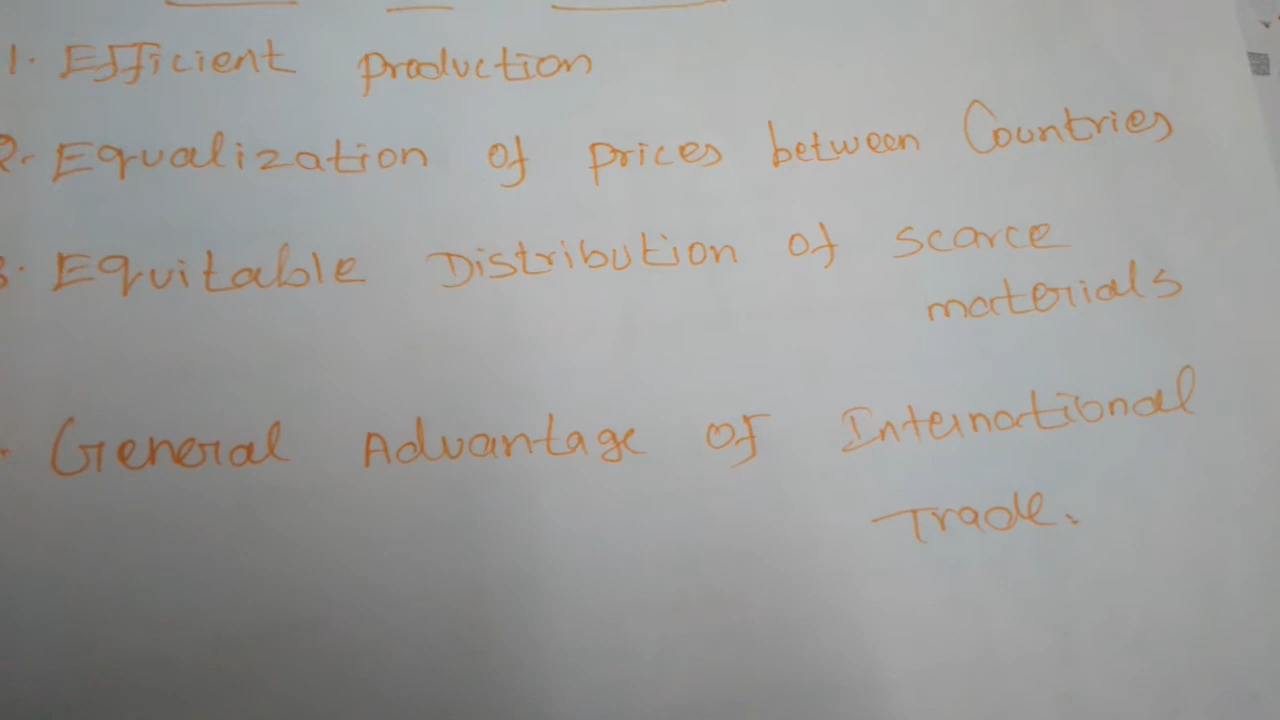 1. Efficient production
2. Equalization of prices between Countries
3. Equitable Distribution of scarce
materials
General Advantage of International
Trade.